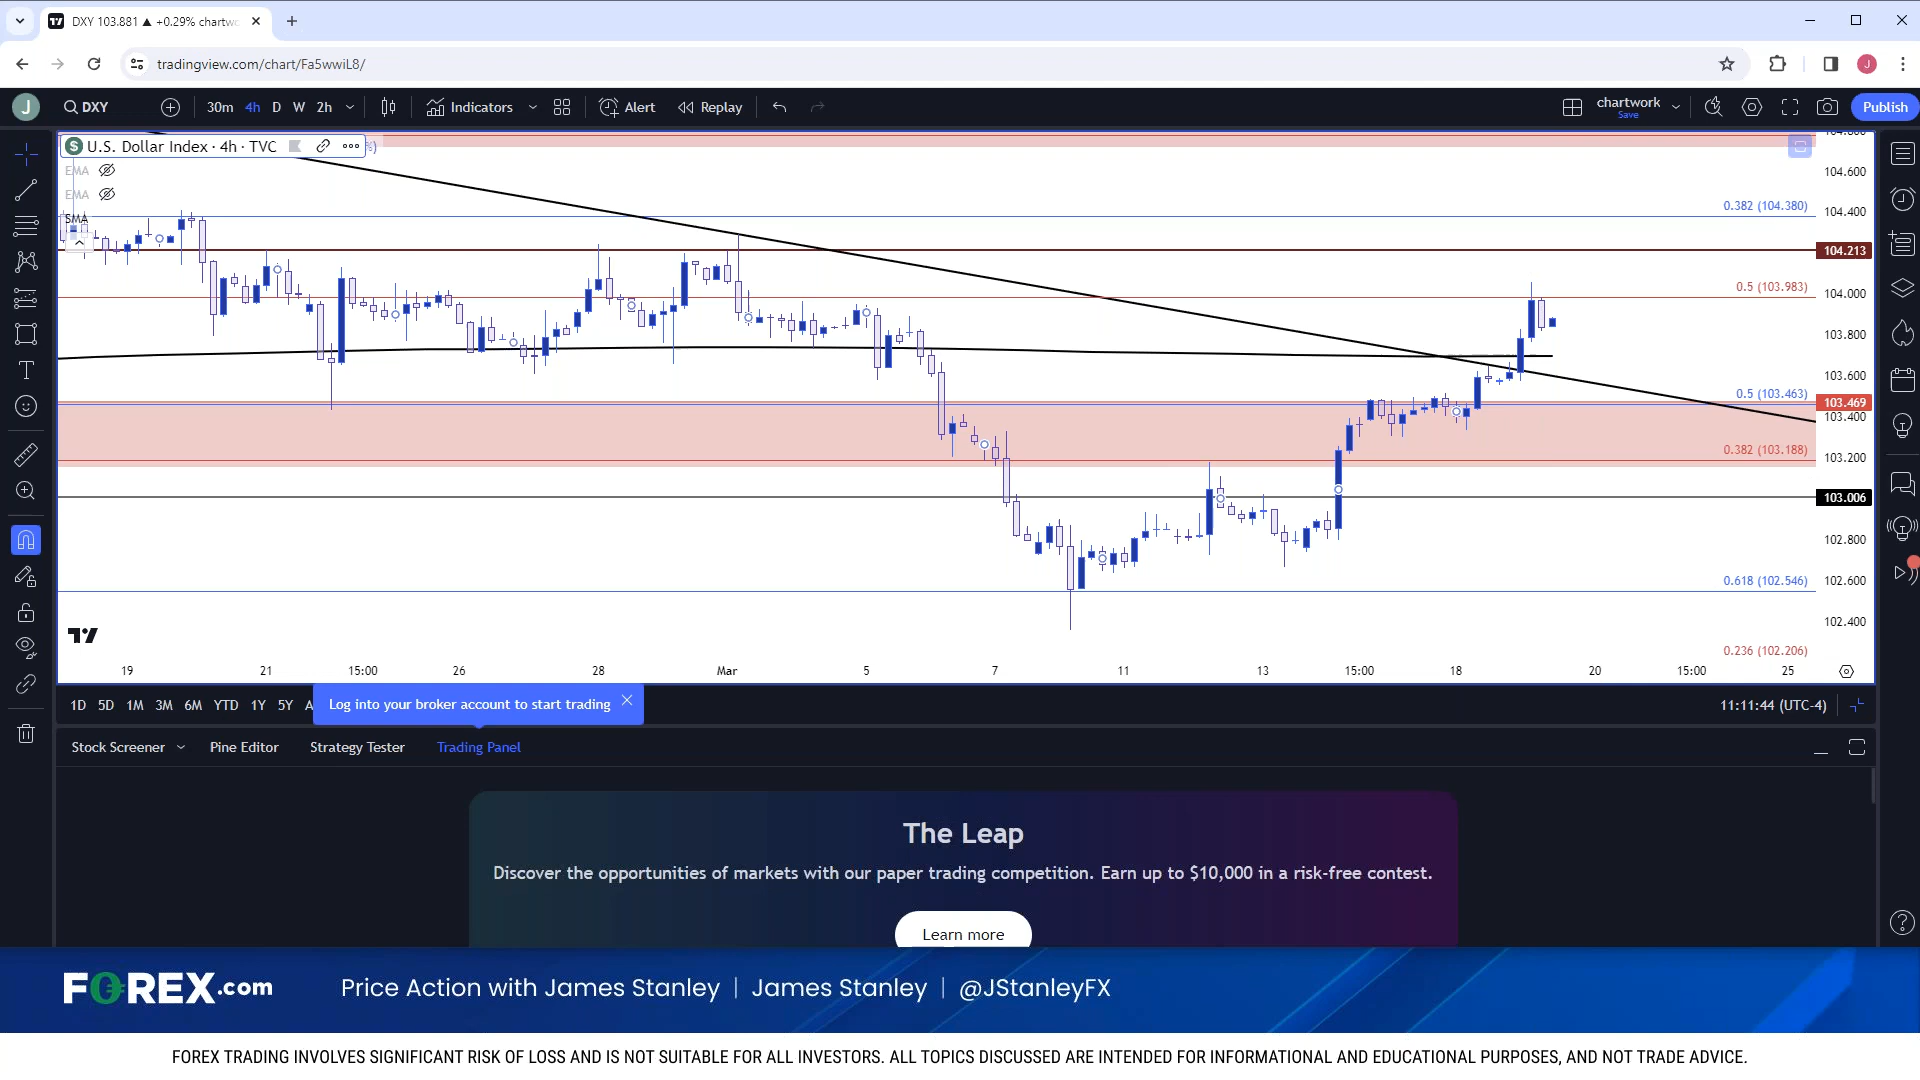 DXY 103.881 ▲ +0.29% chartwo
tradingview.com/chart/Fa5wwiL8/
J
J
DXY
30m 4h D W 2h
Indicators
Alert
Replay
chartwork
Save
Publish
U.S. Dollar Index · 4h · TVC
%)
EMA
EMA
SMA
104.600
0.382 (104.380)
104.400
104.213
0.5 (103.983)
104.000
103.800
103.600
0.5 (103.463)
103.469
103.400
0.382 (103.188)
103.200
103.006
102.800
0.618 (102.546)
102.600
102.400
0.236 (102.206)
19 21 15:00 26 28 Mar 5 7 11 13 15:00 18 20 15:00 25
1D 5D 1M 3M 6M YTD 1Y 5Y A
Log into your broker account to start trading
11:11:44 (UTC-4)
Stock Screener Pine Editor Strategy Tester Trading Panel
The Leap
Discover the opportunities of markets with our paper trading competition. Earn up to $10,000 in a risk-free contest.
Learn more
FOREX.com
Price Action with James Stanley | James Stanley | @JStanleyFX
FOREX TRADING INVOLVES SIGNIFICANT RISK OF LOSS AND IS NOT SUITABLE FOR ALL INVESTORS. ALL TOPICS DISCUSSED ARE INTENDED FOR INFORMATIONAL AND EDUCATIONAL PURPOSES, AND NOT TRADE ADVICE.